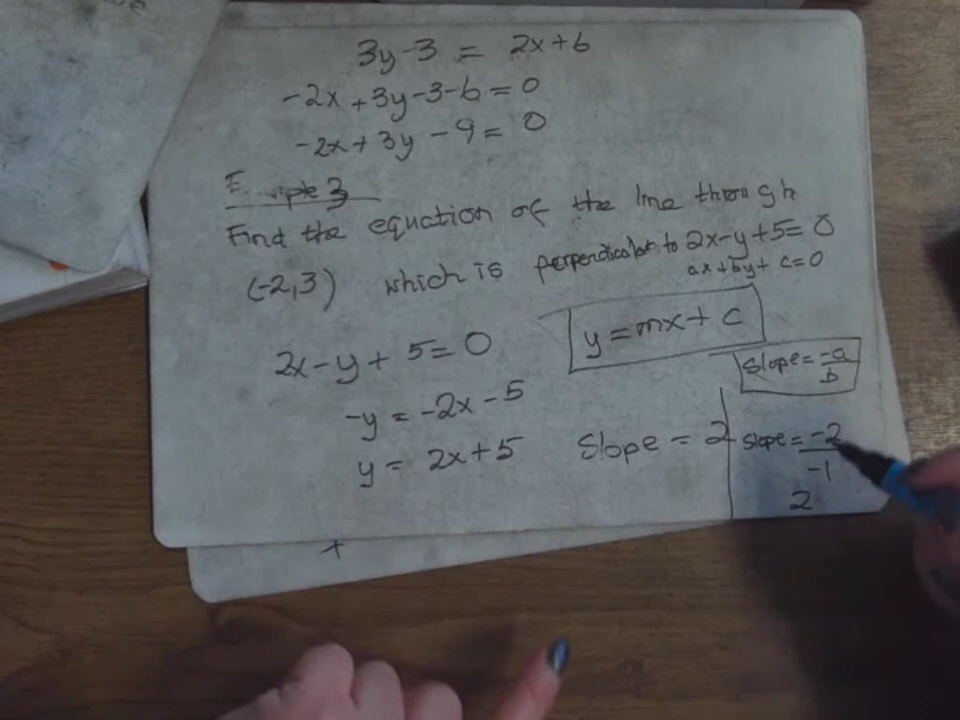 3y-3 = 2x+6
-2x+3y-3-6=0
-2x+3y-9=0
3
Find the equation of the line through
(-2,3) which is perpendicular to 2x-y+5=0
ax+by+c=0
2x-y+5=0
y=mx+c
Slope=-a/b
-y=-2x-5
y=2x+5
Slope=2
Slope=-2/-1
2